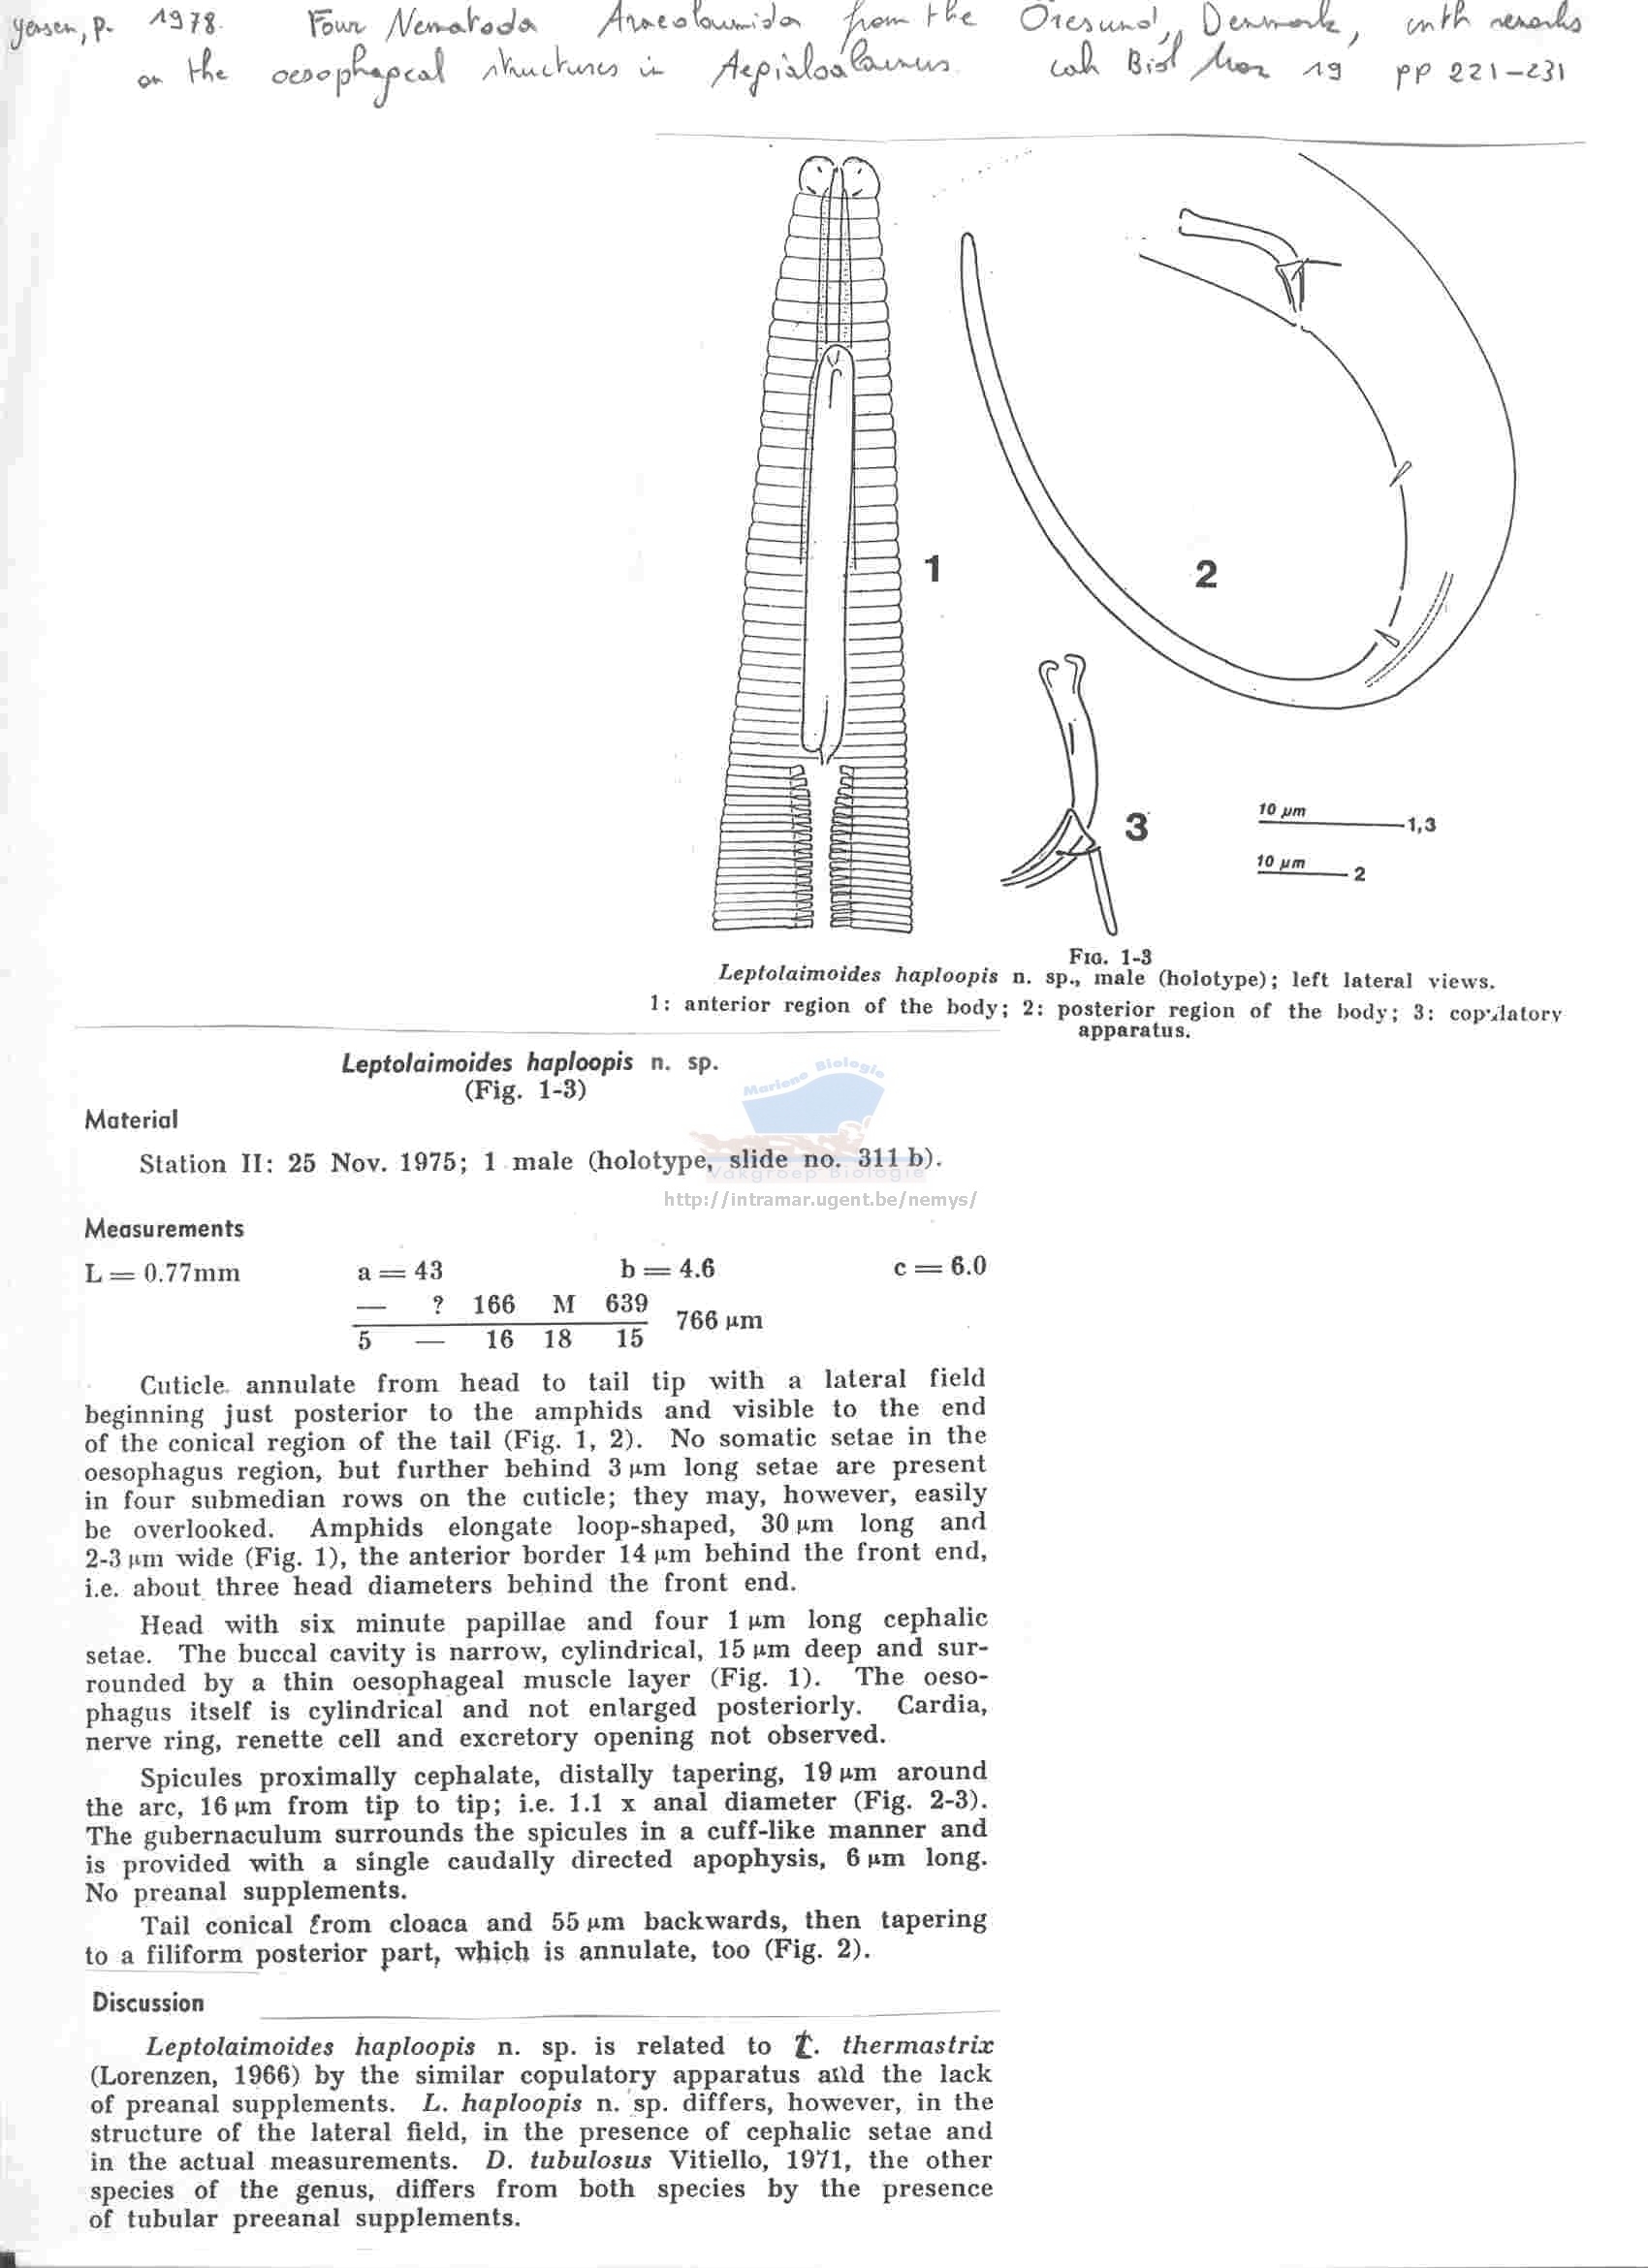 Jensen, P. 1978. Four Nematoda Araeolaimida from the Öresund, Denmark, with remarks
on the oesophageal structures in Aegialoalaimus. Cah Biol Mar 19 pp 221-231
1
2
3
10 µm
1,3
10 µm
2
FIG. 1-3
Leptolaimoides haploopis n. sp., male (holotype); left lateral views.
1: anterior region of the body; 2: posterior region of the body; 3: copulatory
apparatus.
Leptolaimoides haploopis n. sp.
(Fig. 1-3)
Mariene Biologie
Material
Station II: 25 Nov. 1975; 1 male (holotype, slide no. 311 b).
Vakgroep Biologie
http://intramar.ugent.be/nemys/
Measurements
L = 0.77mm a = 43 b = 4.6 c = 6.0
— ? 166 M 639
766 µm
5 — 16 18 15
Cuticle annulate from head to tail tip with a lateral field
beginning just posterior to the amphids and visible to the end
of the conical region of the tail (Fig. 1, 2). No somatic setae in the
oesophagus region, but further behind 3 µm long setae are present
in four submedian rows on the cuticle; they may, however, easily
be overlooked. Amphids elongate loop-shaped, 30 µm long and
2-3 µm wide (Fig. 1), the anterior border 14 µm behind the front end,
i.e. about three head diameters behind the front end.
Head with six minute papillae and four 1 µm long cephalic
setae. The buccal cavity is narrow, cylindrical, 15 µm deep and sur-
rounded by a thin oesophageal muscle layer (Fig. 1). The oeso-
phagus itself is cylindrical and not enlarged posteriorly. Cardia,
nerve ring, renette cell and excretory opening not observed.
Spicules proximally cephalate, distally tapering, 19 µm around
the arc, 16 µm from tip to tip; i.e. 1.1 x anal diameter (Fig. 2-3).
The gubernaculum surrounds the spicules in a cuff-like manner and
is provided with a single caudally directed apophysis, 6 µm long.
No preanal supplements.
Tail conical from cloaca and 55 µm backwards, then tapering
to a filiform posterior part, which is annulate, too (Fig. 2).
Discussion
Leptolaimoides haploopis n. sp. is related to L. thermastrix
(Lorenzen, 1966) by the similar copulatory apparatus and the lack
of preanal supplements. L. haploopis n. sp. differs, however, in the
structure of the lateral field, in the presence of cephalic setae and
in the actual measurements. D. tubulosus Vitiello, 1971, the other
species of the genus, differs from both species by the presence
of tubular preeanal supplements.